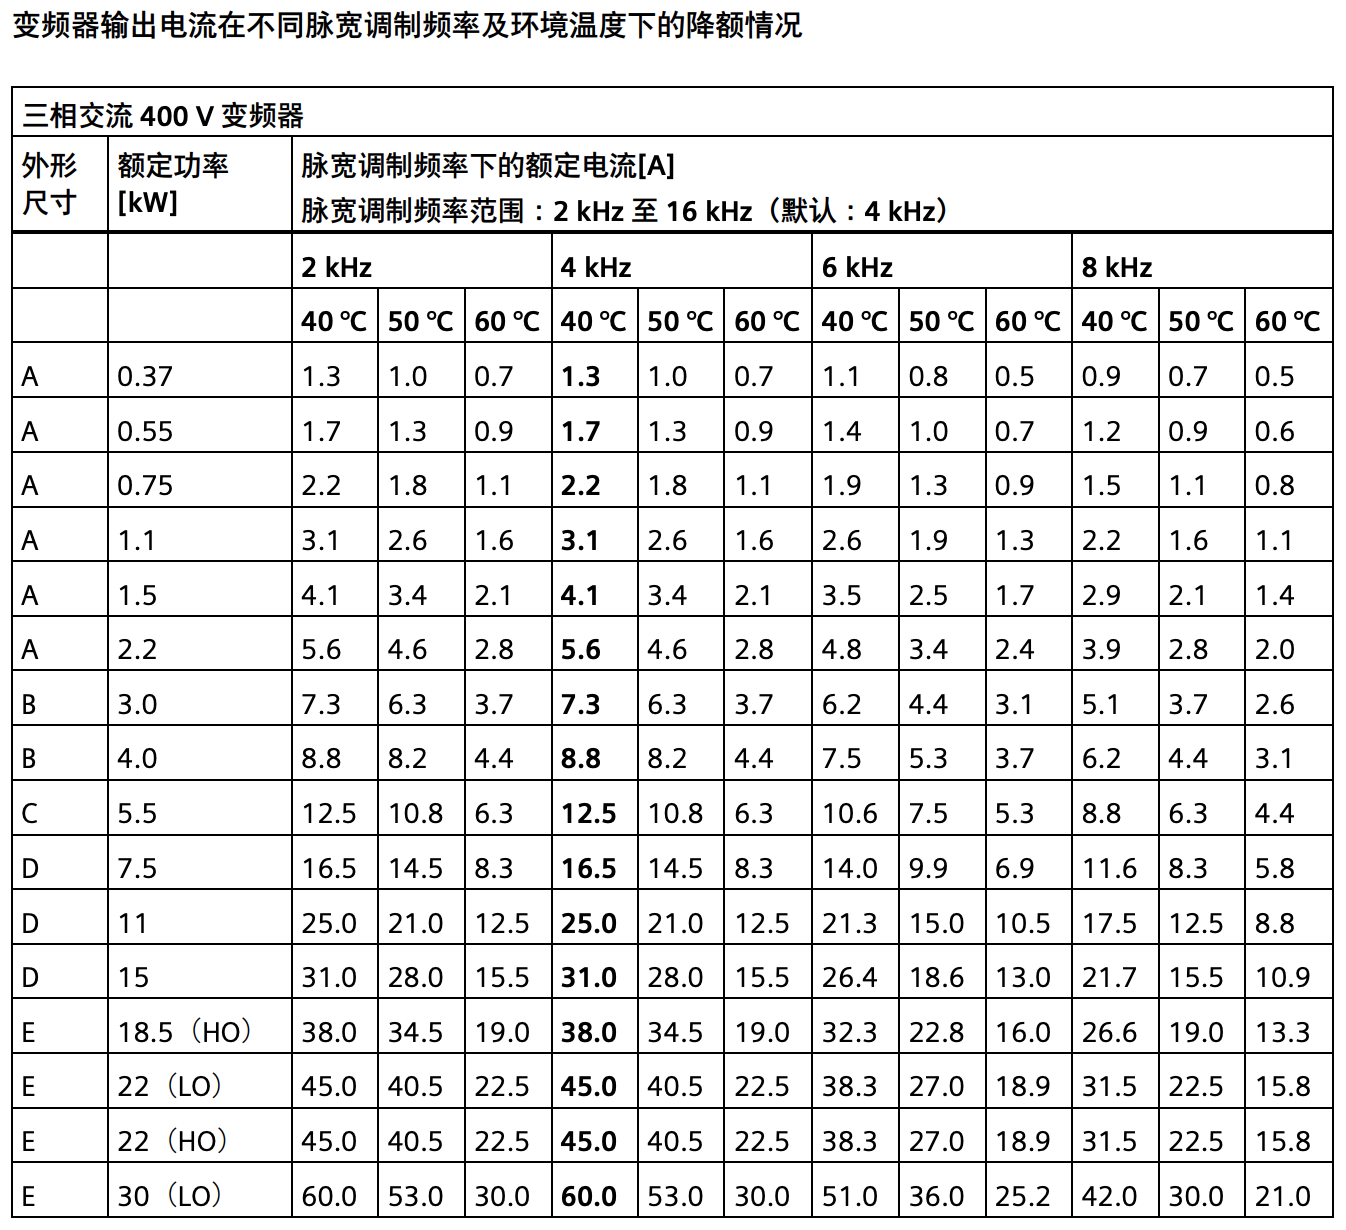 变频器输出电流在不同脉宽调制频率及环境温度下的降额情况
三相交流 400 V 变频器
外形尺寸 额定功率[kW] 脉宽调制频率下的额定电流[A]
脉宽调制频率范围：2 kHz 至 16 kHz（默认：4 kHz）
2 kHz 4 kHz 6 kHz 8 kHz
40 ℃ 50 ℃ 60 ℃ 40 ℃ 50 ℃ 60 ℃ 40 ℃ 50 ℃ 60 ℃ 40 ℃ 50 ℃ 60 ℃
A 0.37 1.3 1.0 0.7 1.3 1.0 0.7 1.1 0.8 0.5 0.9 0.7 0.5
A 0.55 1.7 1.3 0.9 1.7 1.3 0.9 1.4 1.0 0.7 1.2 0.9 0.6
A 0.75 2.2 1.8 1.1 2.2 1.8 1.1 1.9 1.3 0.9 1.5 1.1 0.8
A 1.1 3.1 2.6 1.6 3.1 2.6 1.6 2.6 1.9 1.3 2.2 1.6 1.1
A 1.5 4.1 3.4 2.1 4.1 3.4 2.1 3.5 2.5 1.7 2.9 2.1 1.4
A 2.2 5.6 4.6 2.8 5.6 4.6 2.8 4.8 3.4 2.4 3.9 2.8 2.0
B 3.0 7.3 6.3 3.7 7.3 6.3 3.7 6.2 4.4 3.1 5.1 3.7 2.6
B 4.0 8.8 8.2 4.4 8.8 8.2 4.4 7.5 5.3 3.7 6.2 4.4 3.1
C 5.5 12.5 10.8 6.3 12.5 10.8 6.3 10.6 7.5 5.3 8.8 6.3 4.4
D 7.5 16.5 14.5 8.3 16.5 14.5 8.3 14.0 9.9 6.9 11.6 8.3 5.8
D 11 25.0 21.0 12.5 25.0 21.0 12.5 21.3 15.0 10.5 17.5 12.5 8.8
D 15 31.0 28.0 15.5 31.0 28.0 15.5 26.4 18.6 13.0 21.7 15.5 10.9
E 18.5（HO） 38.0 34.5 19.0 38.0 34.5 19.0 32.3 22.8 16.0 26.6 19.0 13.3
E 22（LO） 45.0 40.5 22.5 45.0 40.5 22.5 38.3 27.0 18.9 31.5 22.5 15.8
E 22（HO） 45.0 40.5 22.5 45.0 40.5 22.5 38.3 27.0 18.9 31.5 22.5 15.8
E 30（LO） 60.0 53.0 30.0 60.0 53.0 30.0 51.0 36.0 25.2 42.0 30.0 21.0